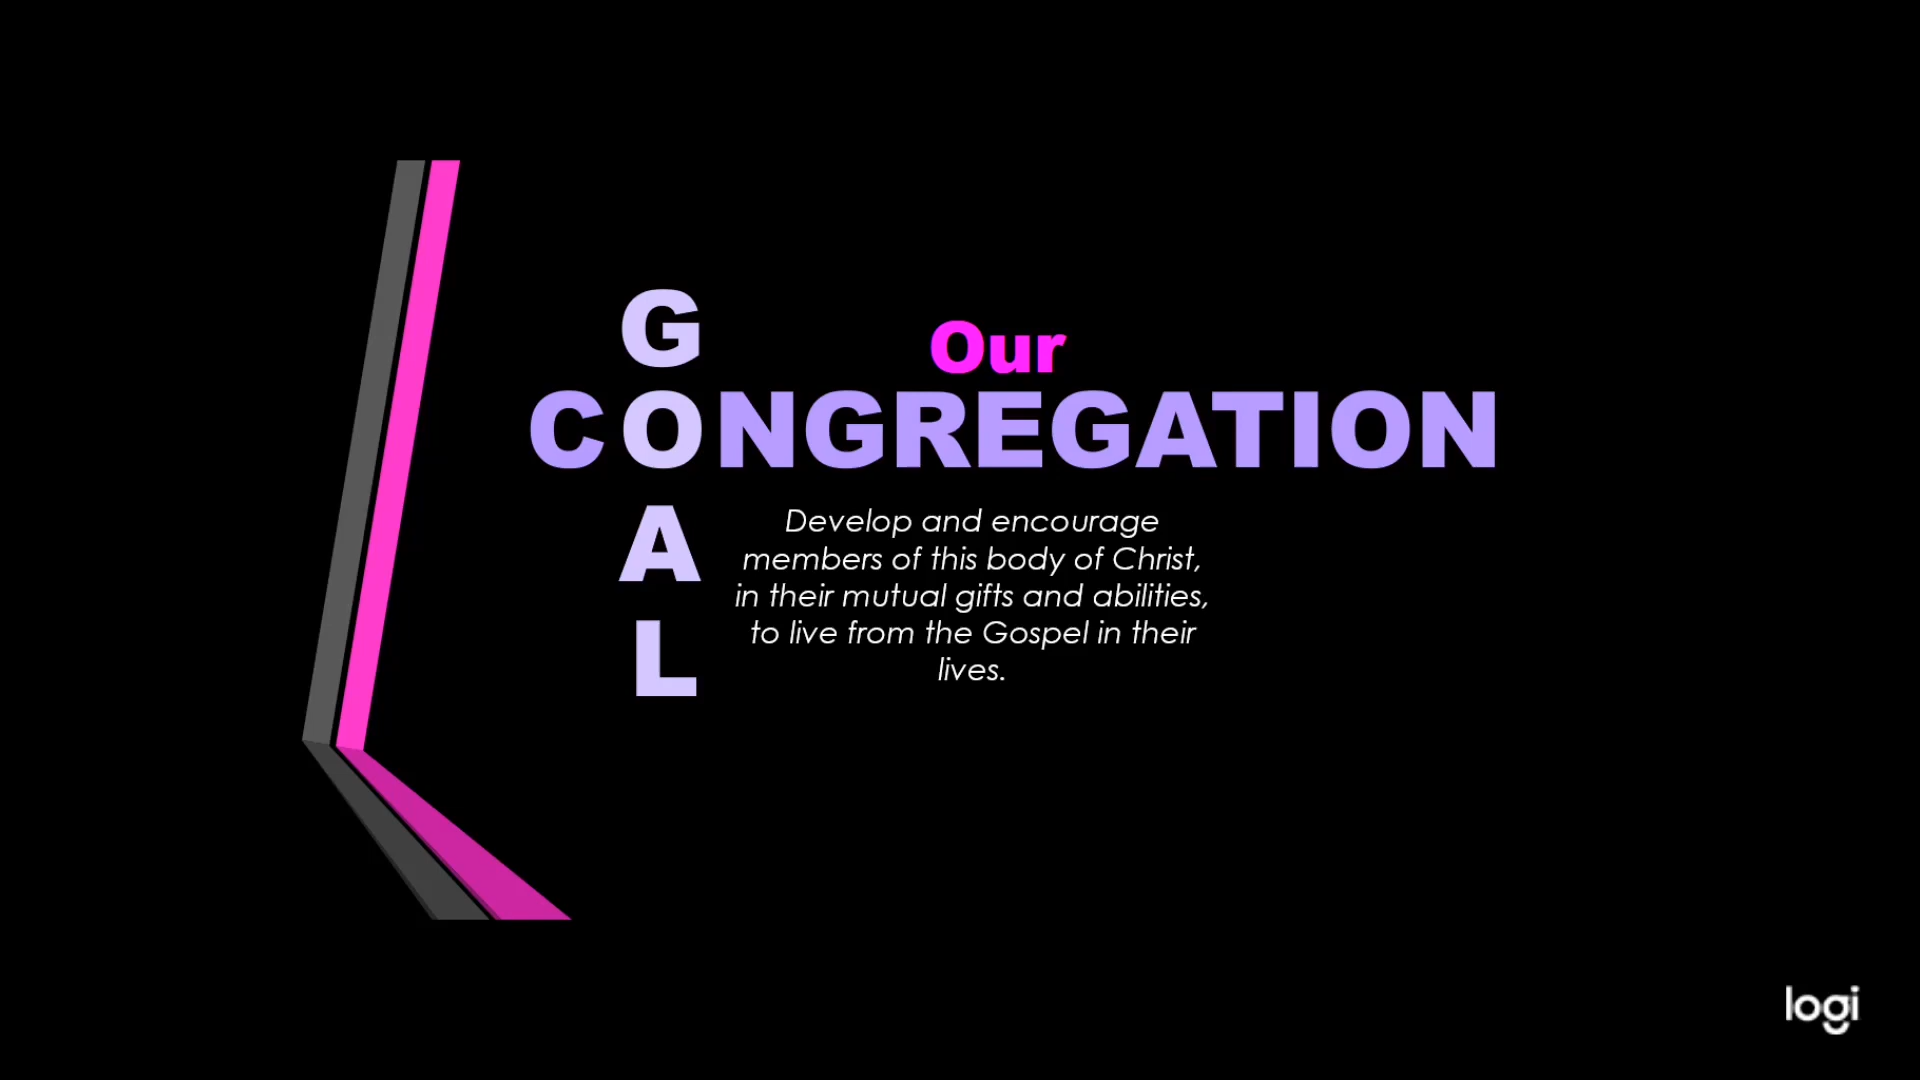 Our
CONGREGATION
GOAL
Develop and encourage
members of this body of Christ,
in their mutual gifts and abilities,
to live from the Gospel in their
lives.
logi